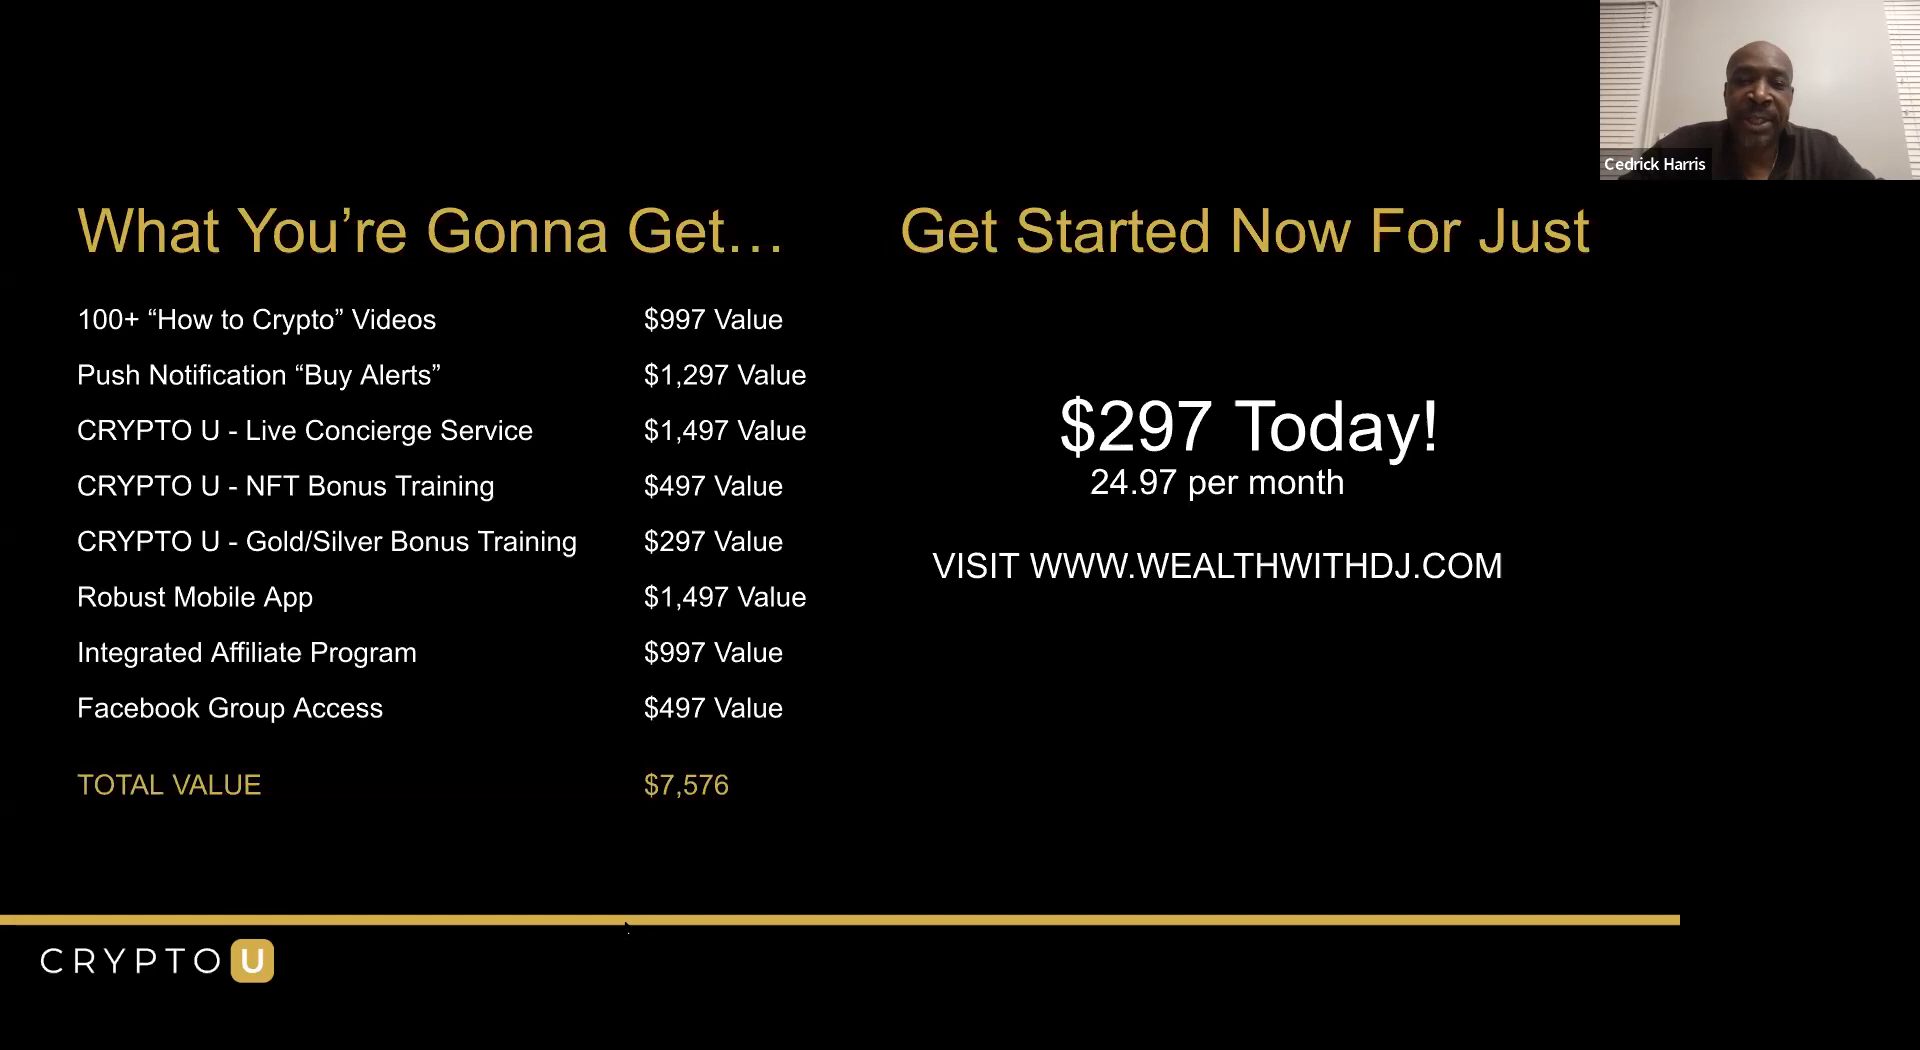 Cedrick Harris
What You’re Gonna Get…
100+ “How to Crypto” Videos $997 Value
Push Notification “Buy Alerts” $1,297 Value
CRYPTO U - Live Concierge Service $1,497 Value
CRYPTO U - NFT Bonus Training $497 Value
CRYPTO U - Gold/Silver Bonus Training $297 Value
Robust Mobile App $1,497 Value
Integrated Affiliate Program $997 Value
Facebook Group Access $497 Value
TOTAL VALUE $7,576
Get Started Now For Just
$297 Today!
24.97 per month
VISIT WWW.WEALTHWITHDJ.COM
CRYPTO U